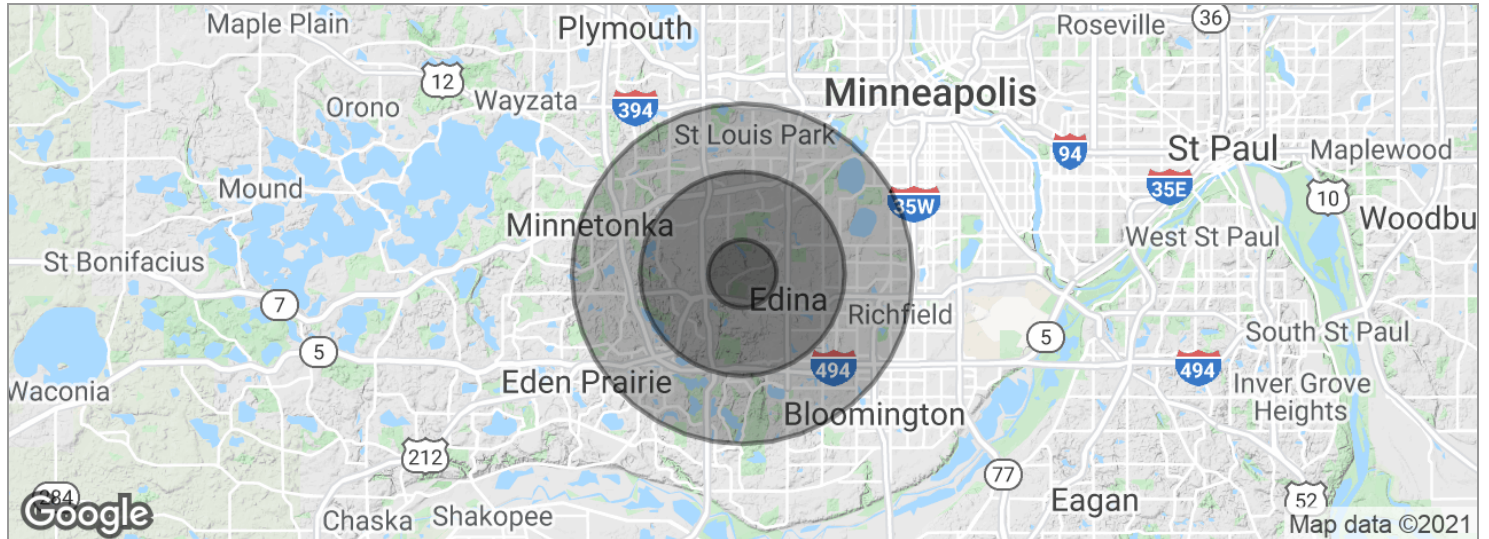 Maple Plain
Plymouth
Roseville
36
12
Orono
Wayzata
394
Minneapolis
St Louis Park
94
St Paul
Maplewood
Mound
35E
35W
10
Minnetonka
Woodbu
West St Paul
St Bonifacius
7
Edina
Richfield
5
South St Paul
5
494
494
Waconia
Eden Prairie
Inver Grove
Heights
Bloomington
212
77
284
Eagan
52
Google
Chaska
Shakopee
Map data ©2021